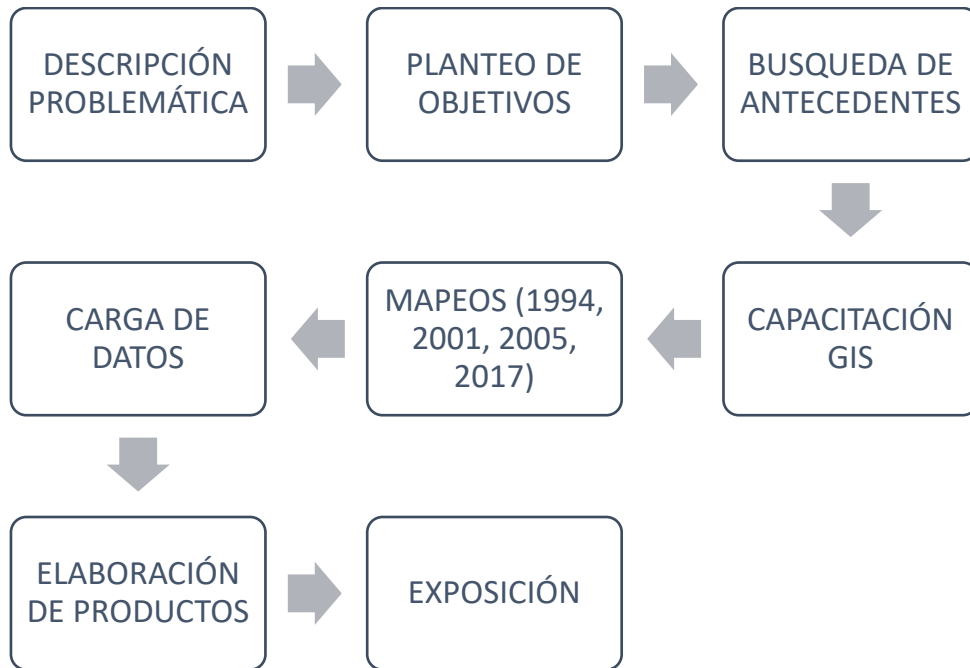 DESCRIPCIÓN
PROBLEMÁTICA
PLANTEO DE
OBJETIVOS
BUSQUEDA DE
ANTECEDENTES
CAPACITACIÓN
GIS
MAPEOS (1994,
2001, 2005,
2017)
CARGA DE
DATOS
ELABORACIÓN
DE PRODUCTOS
EXPOSICIÓN